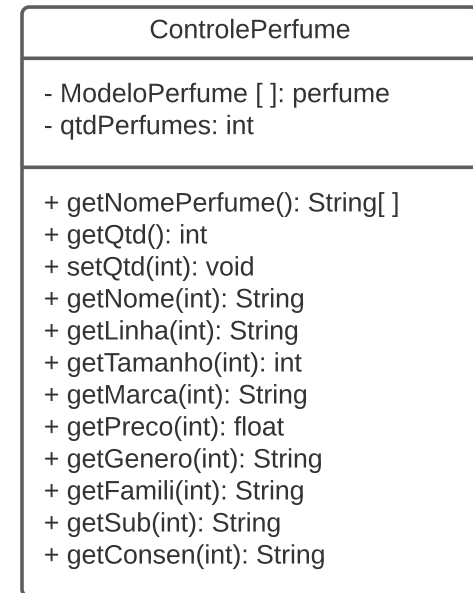 ControlePerfume
- ModeloPerfume [ ]: perfume
- qtdPerfumes: int
+ getNomePerfume(): String[ ]
+ getQtd(): int
+ setQtd(int): void
+ getNome(int): String
+ getLinha(int): String
+ getTamanho(int): int
+ getMarca(int): String
+ getPreco(int): float
+ getGenero(int): String
+ getFamili(int): String
+ getSub(int): String
+ getConsen(int): String